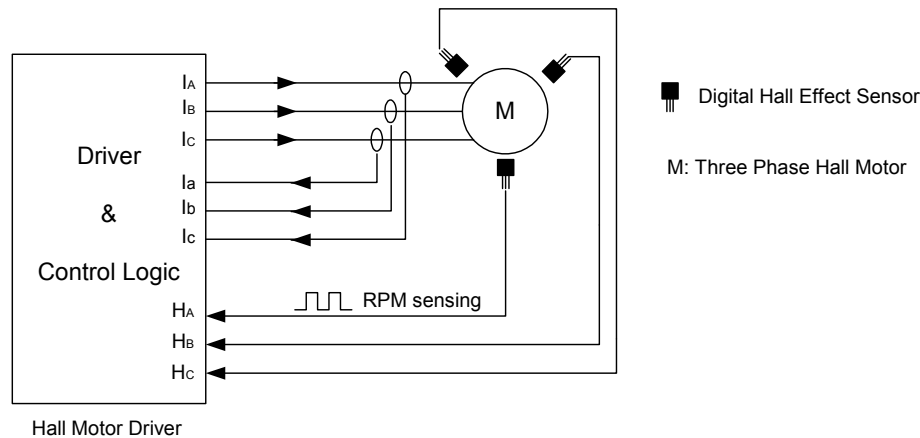 IA
IB
IC
Driver
&
Control Logic
Ia
Ib
Ic
HA
HB
HC
RPM sensing
M
Digital Hall Effect Sensor
M: Three Phase Hall Motor
Hall Motor Driver